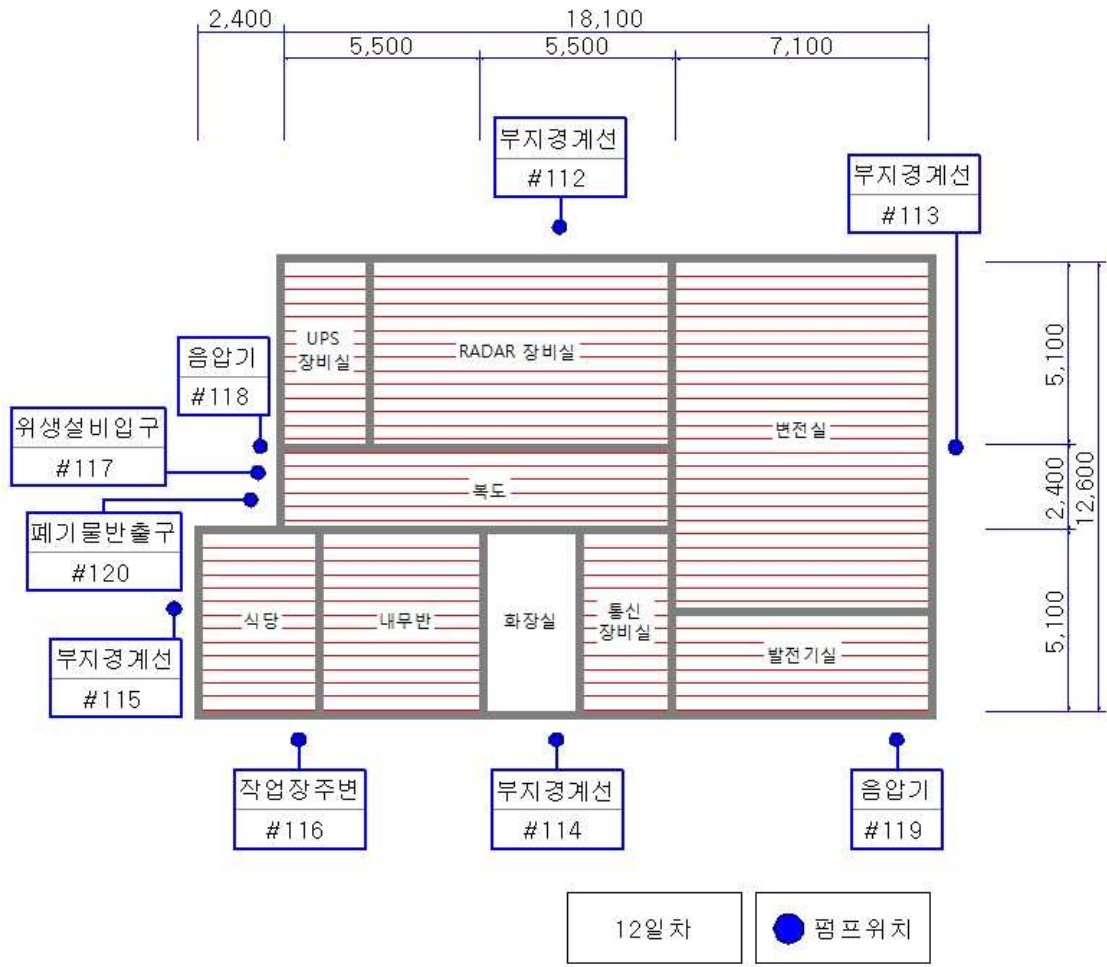 2,400
18,100
5,500
5,500
7,100
부지경계선
#112
부지경계선
#113
음압기
#118
위생설비입구
#117
폐기물반출구
#120
부지경계선
#115
UPS
장비실
RADAR 장비실
변전실
복도
식당
내무반
화장실
통신
장비실
발전기실
5,100
2,400
12,600
5,100
작업장주변
#116
부지경계선
#114
음압기
#119
12일차
펌프위치